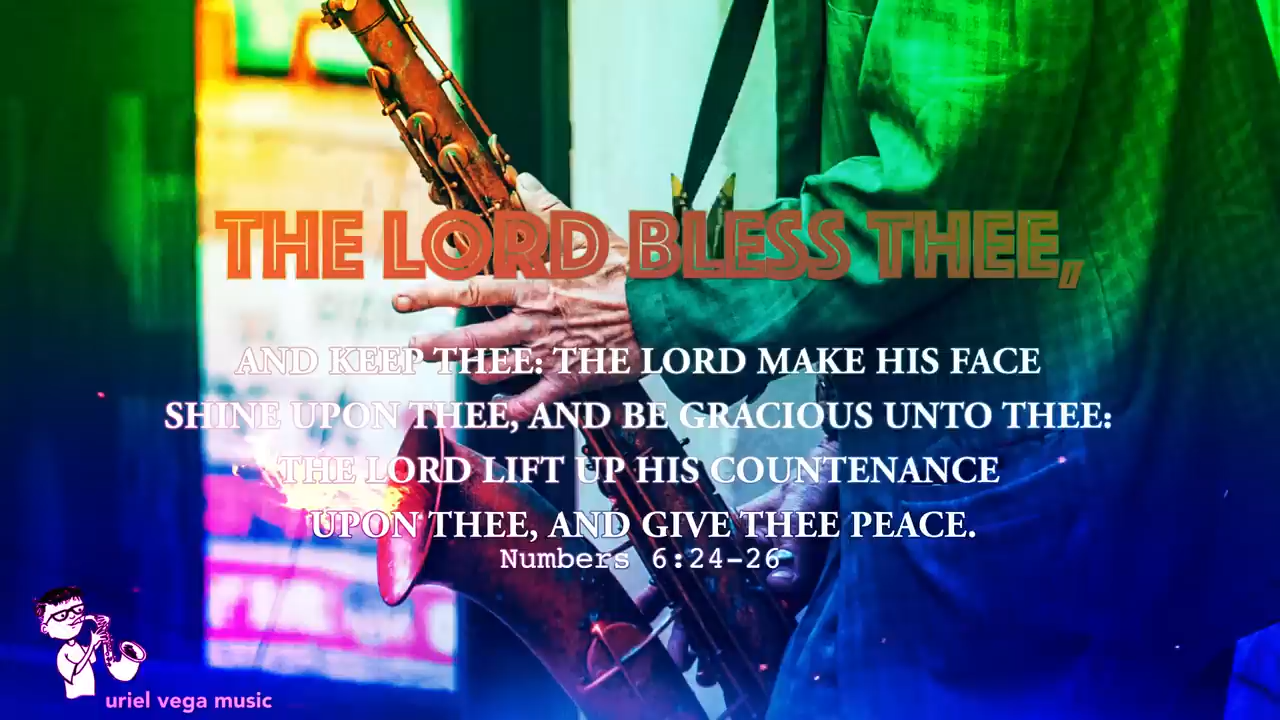 THE LORD BLESS THEE,
AND KEEP THEE: THE LORD MAKE HIS FACE
SHINE UPON THEE, AND BE GRACIOUS UNTO THEE:
THE LORD LIFT UP HIS COUNTENANCE
UPON THEE, AND GIVE THEE PEACE.
Numbers 6:24-26
uriel vega music